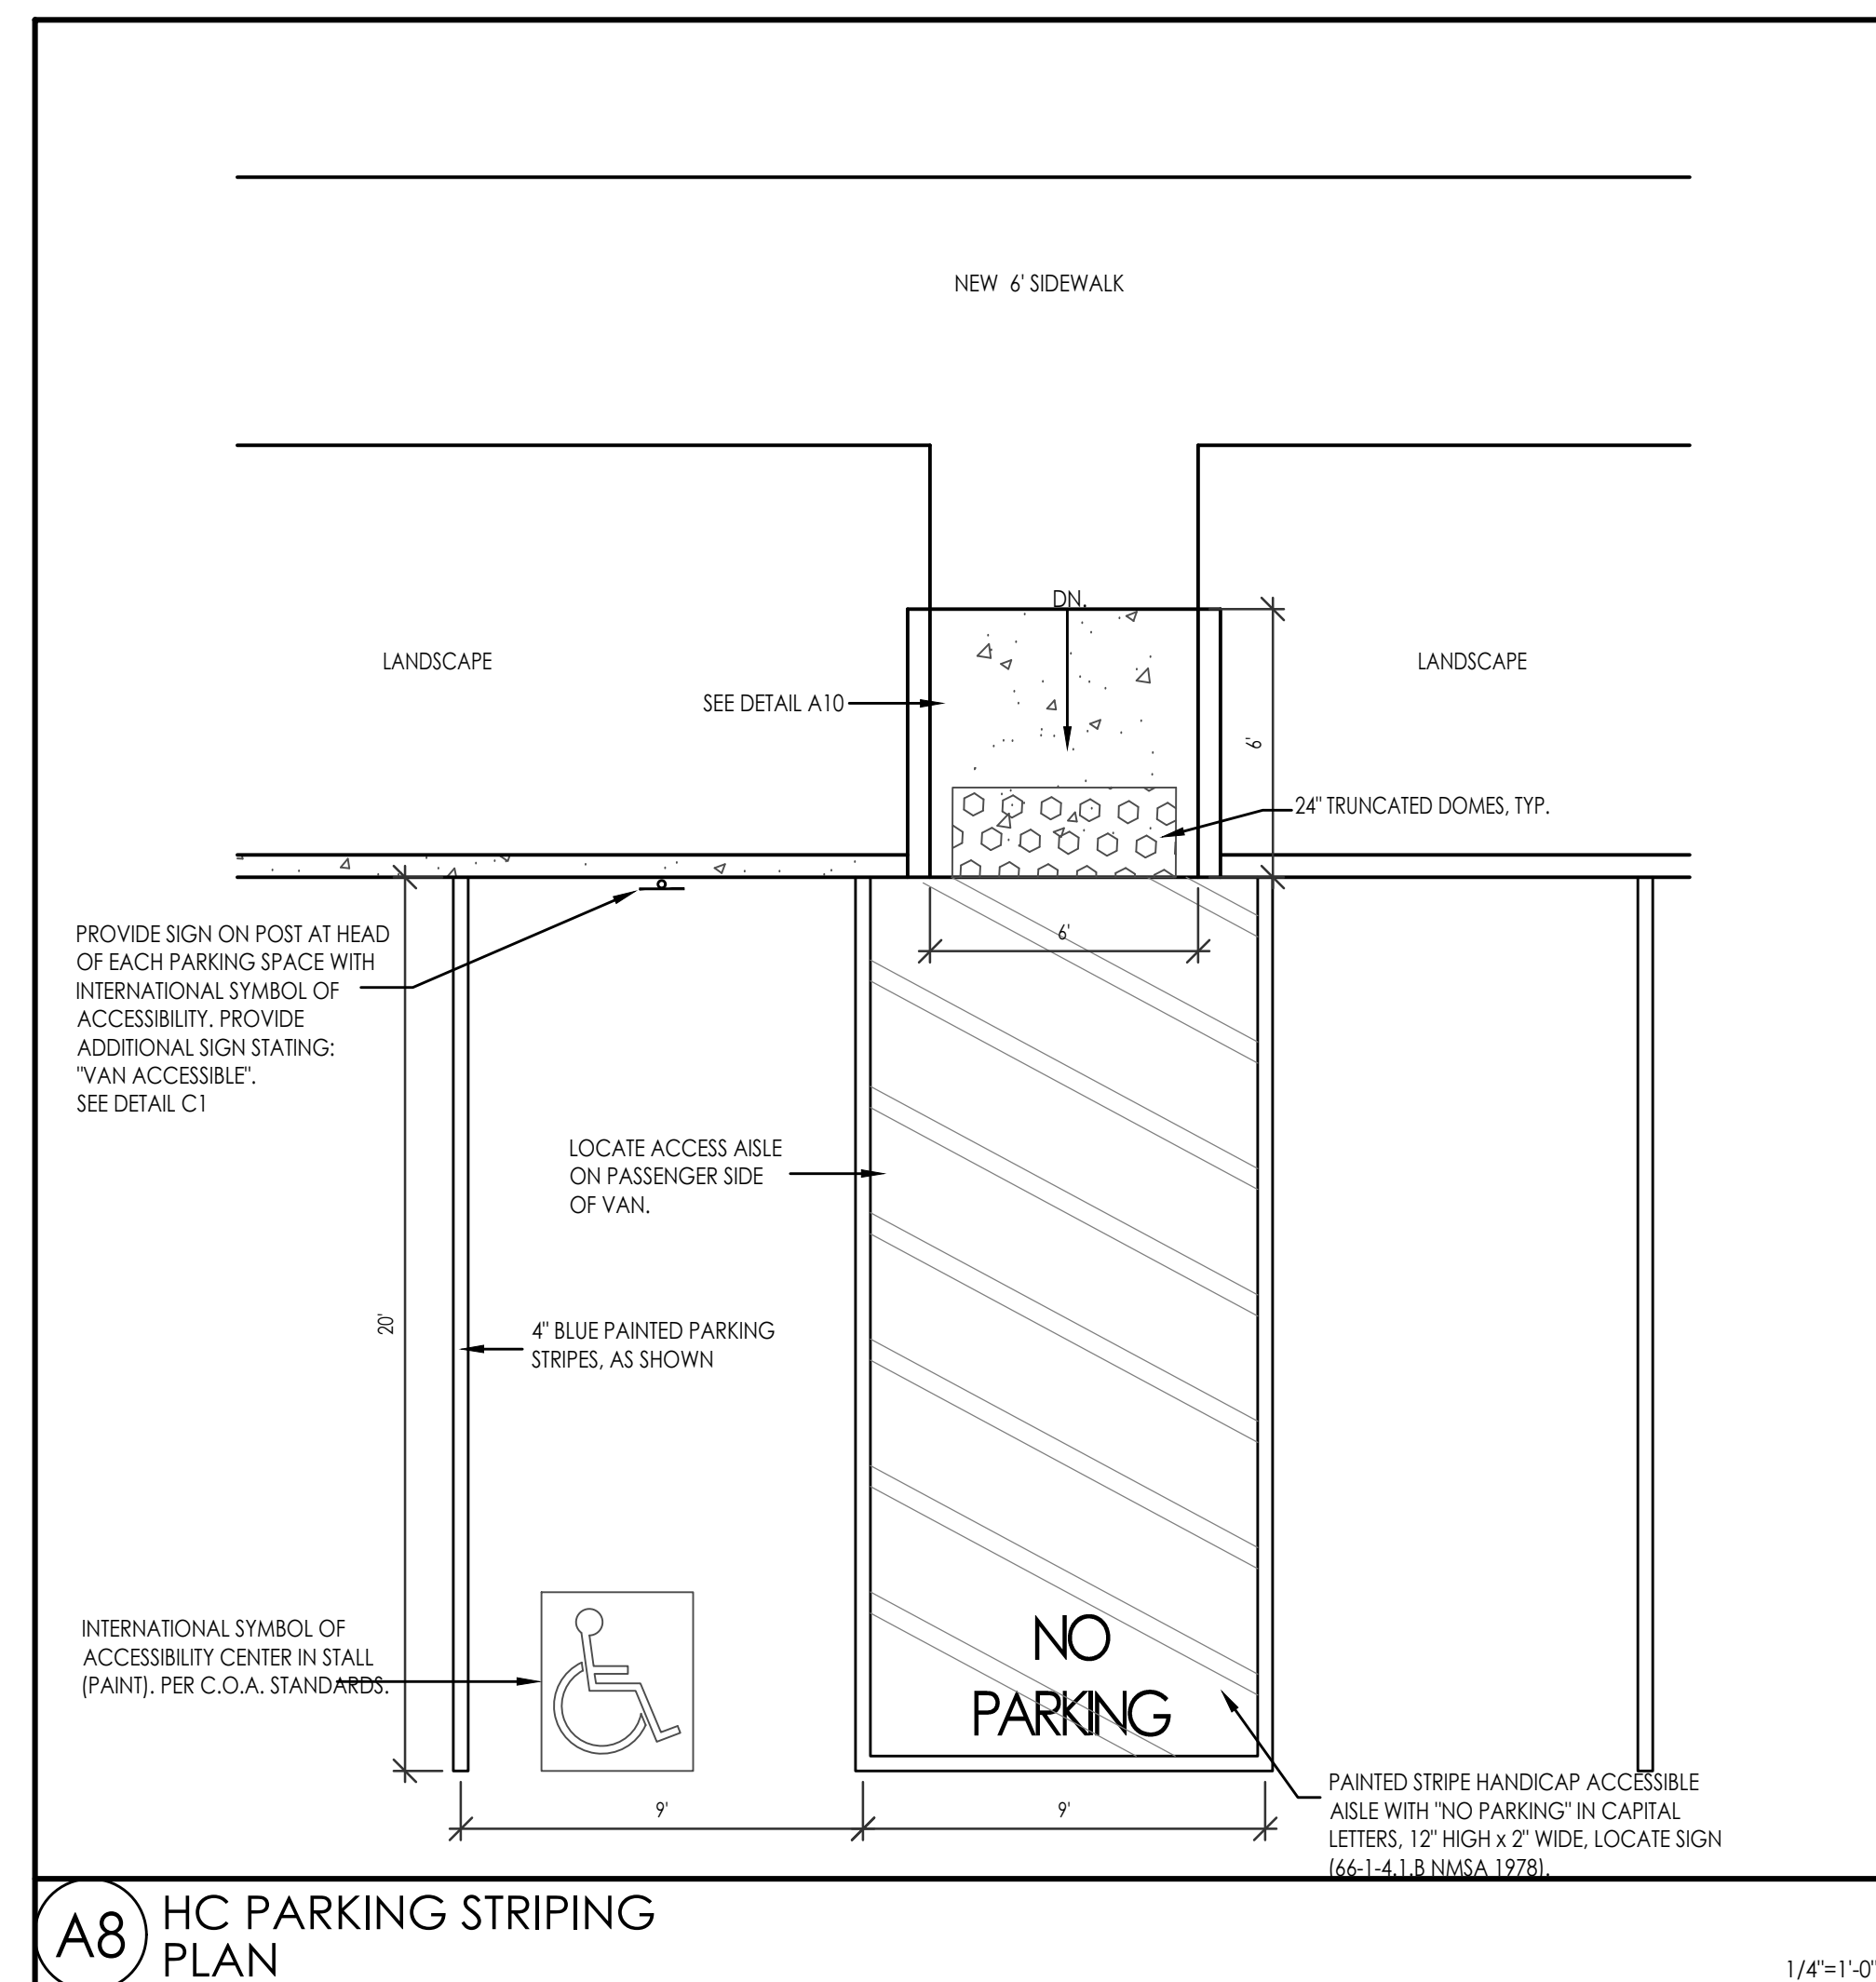 NEW 6' SIDEWALK
DN.
LANDSCAPE
LANDSCAPE
SEE DETAIL A10
6'
24" TRUNCATED DOMES, TYP.
6'
PROVIDE SIGN ON POST AT HEAD
OF EACH PARKING SPACE WITH
INTERNATIONAL SYMBOL OF
ACCESSIBILITY. PROVIDE
ADDITIONAL SIGN STATING:
"VAN ACCESSIBLE".
SEE DETAIL C1
LOCATE ACCESS AISLE
ON PASSENGER SIDE
OF VAN.
20'
4" BLUE PAINTED PARKING
STRIPES, AS SHOWN
INTERNATIONAL SYMBOL OF
ACCESSIBILITY CENTER IN STALL
(PAINT). PER C.O.A. STANDARDS.
NO
PARKING
9'
9'
PAINTED STRIPE HANDICAP ACCESSIBLE
AISLE WITH "NO PARKING" IN CAPITAL
LETTERS, 12" HIGH x 2" WIDE, LOCATE SIGN
(66-1-4.1.B NMSA 1978).
A8
HC PARKING STRIPING
PLAN
1/4"=1'-0"